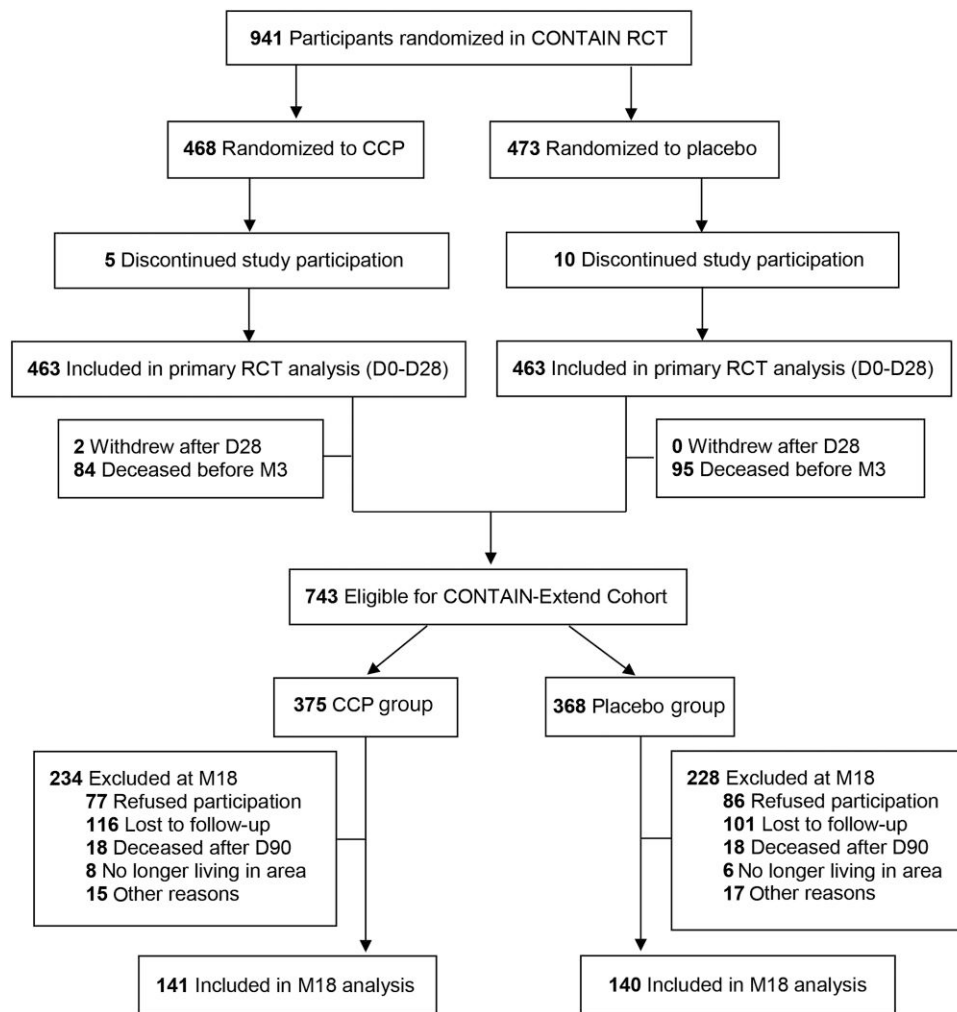 941 Participants randomized in CONTAIN RCT
468 Randomized to CCP
473 Randomized to placebo
5 Discontinued study participation
10 Discontinued study participation
463 Included in primary RCT analysis (D0-D28)
463 Included in primary RCT analysis (D0-D28)
2 Withdrew after D28
84 Deceased before M3
0 Withdrew after D28
95 Deceased before M3
743 Eligible for CONTAIN-Extend Cohort
375 CCP group
368 Placebo group
234 Excluded at M18
77 Refused participation
116 Lost to follow-up
18 Deceased after D90
8 No longer living in area
15 Other reasons
228 Excluded at M18
86 Refused participation
101 Lost to follow-up
18 Deceased after D90
6 No longer living in area
17 Other reasons
141 Included in M18 analysis
140 Included in M18 analysis